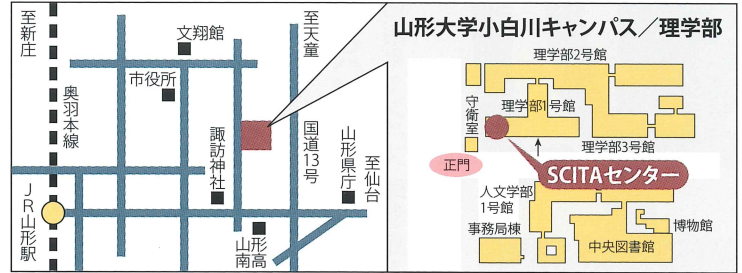 至新庄
奥羽本線
JR山形駅
文翔館
市役所
諏訪神社
至天童
国道13号
山形県庁
至仙台
山形
南高
山形大学小白川キャンパス／理学部
理学部2号館
守衛室
理学部1号館
理学部3号館
正門
SCITAセンター
人文学部
1号館
事務局棟
中央図書館
博物館